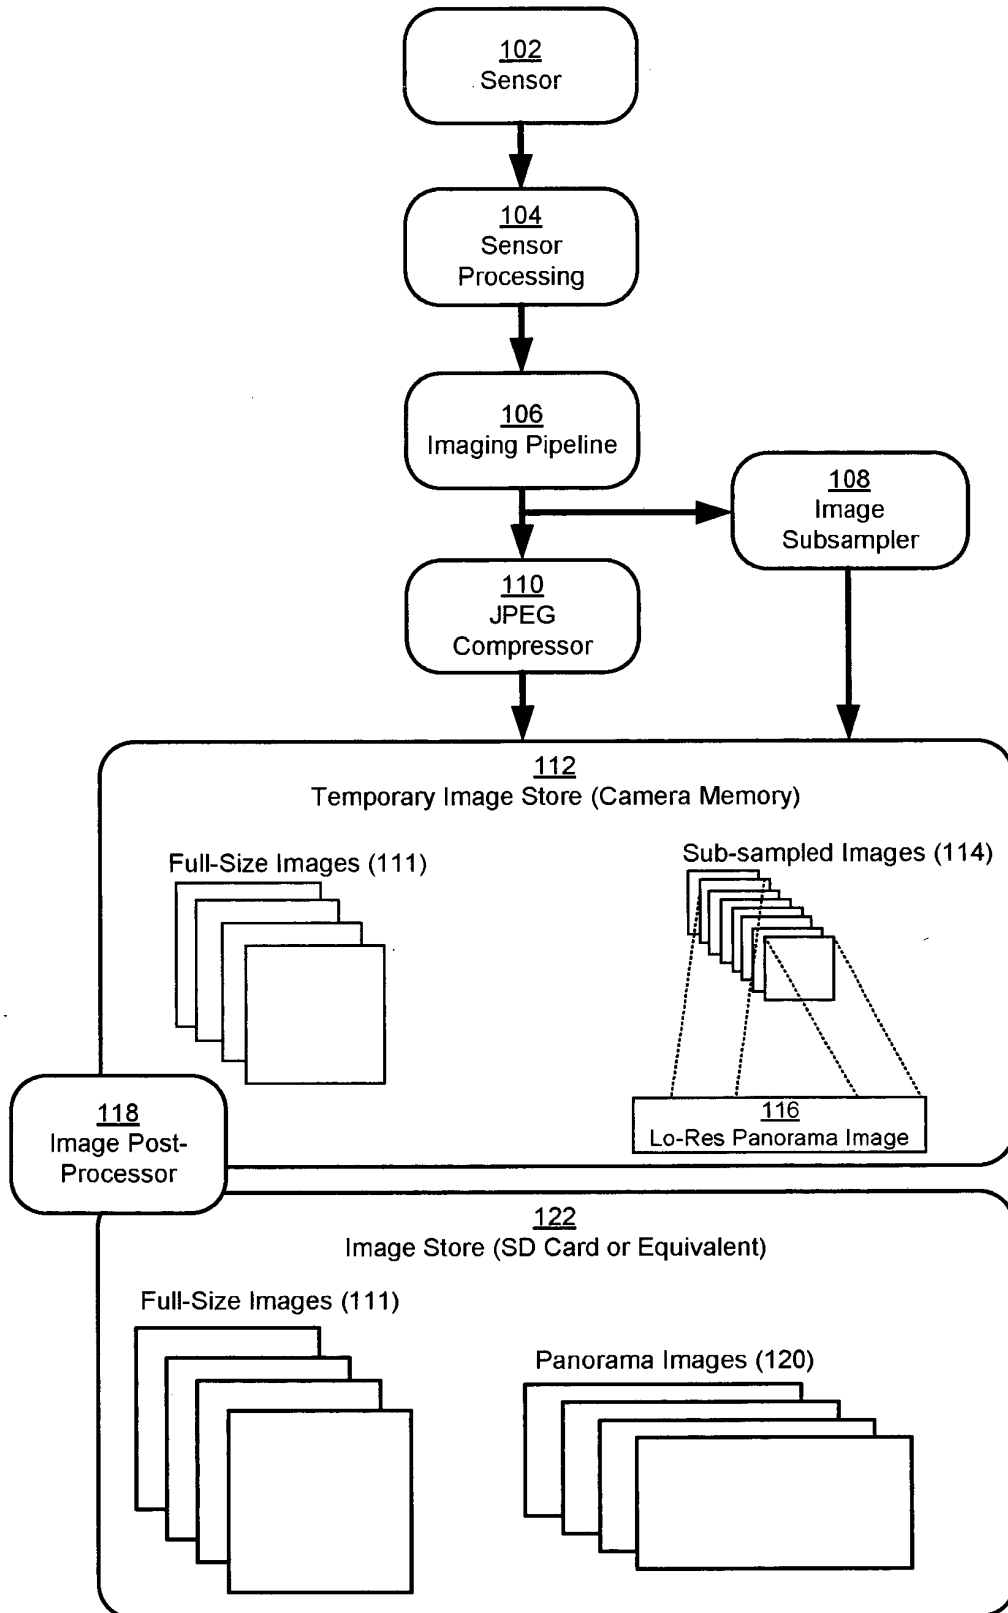 102
Sensor
104
Sensor
Processing
106
Imaging Pipeline
108
Image
Subsampler
110
JPEG
Compressor
112
Temporary Image Store (Camera Memory)
Full-Size Images (111)
Sub-sampled Images (114)
116
Lo-Res Panorama Image
118
Image Post-
Processor
122
Image Store (SD Card or Equivalent)
Full-Size Images (111)
Panorama Images (120)